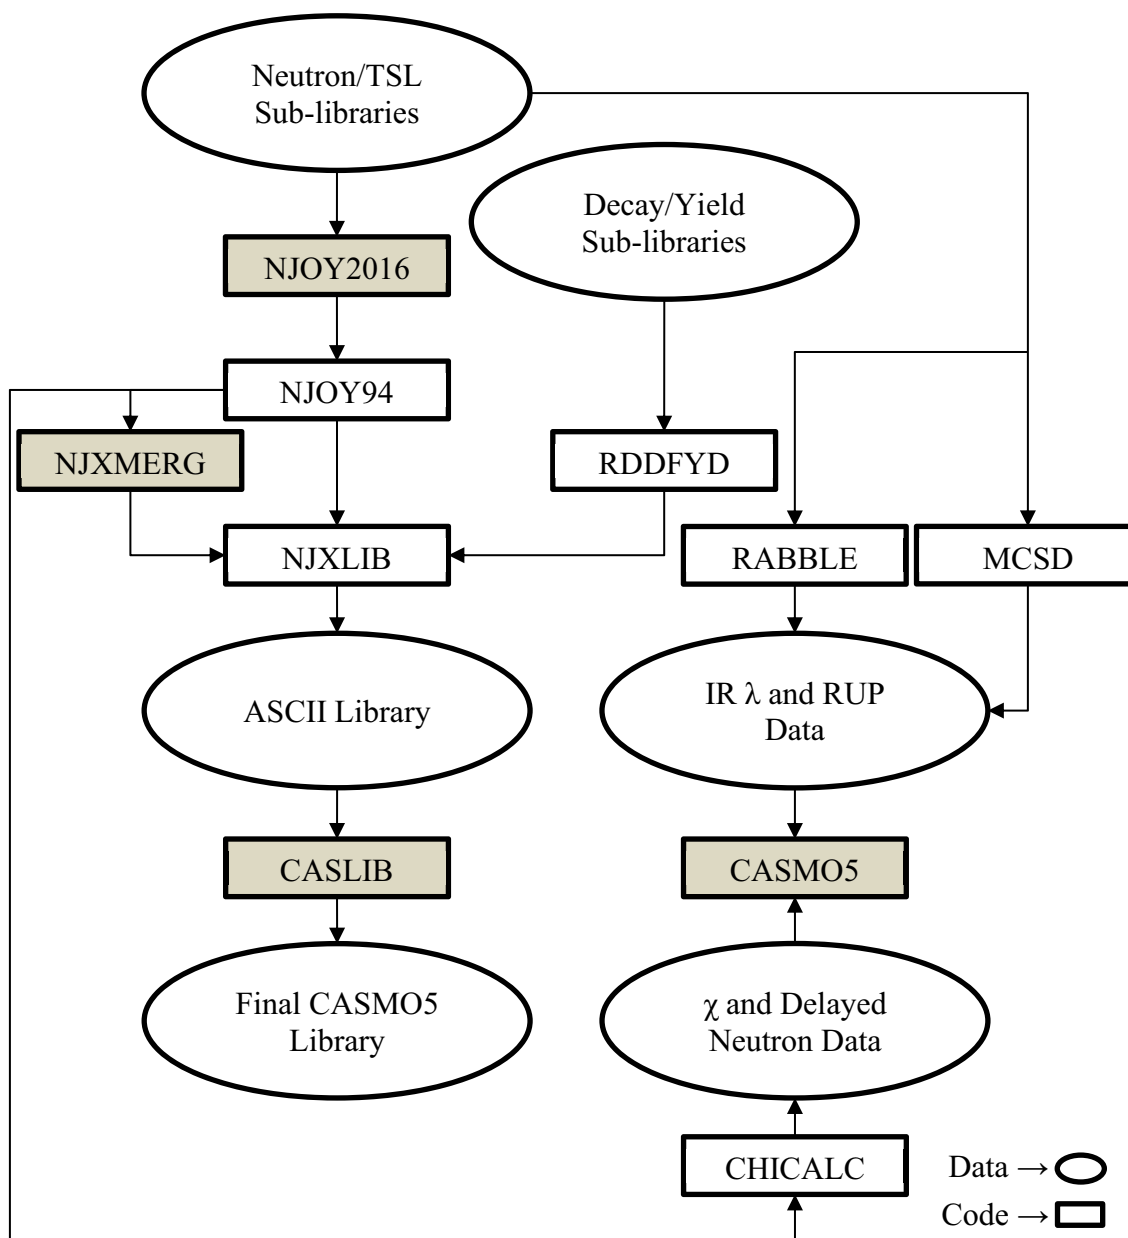 Neutron/TSL
Sub-libraries
Decay/Yield
Sub-libraries
NJOY2016
NJOY94
NJXMERG
RDDFYD
NJXLIB
RABBLE
MCSD
ASCII Library
IR λ and RUP
Data
CASLIB
CASMO5
Final CASMO5
Library
χ and Delayed
Neutron Data
CHICALC
Data →
Code →